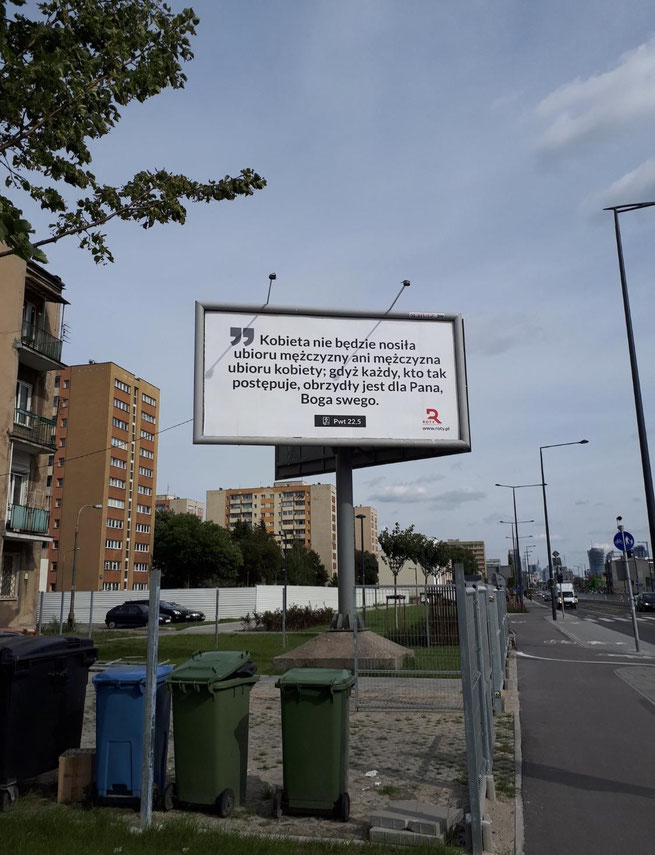 ” Kobieta nie będzie nosiła
ubioru mężczyzny ani mężczyzna
ubioru kobiety; gdyż każdy, kto tak
postępuje, obrzydły jest dla Pana,
Boga swego.
Pwt 22,5
ROTY
www.roty.pl